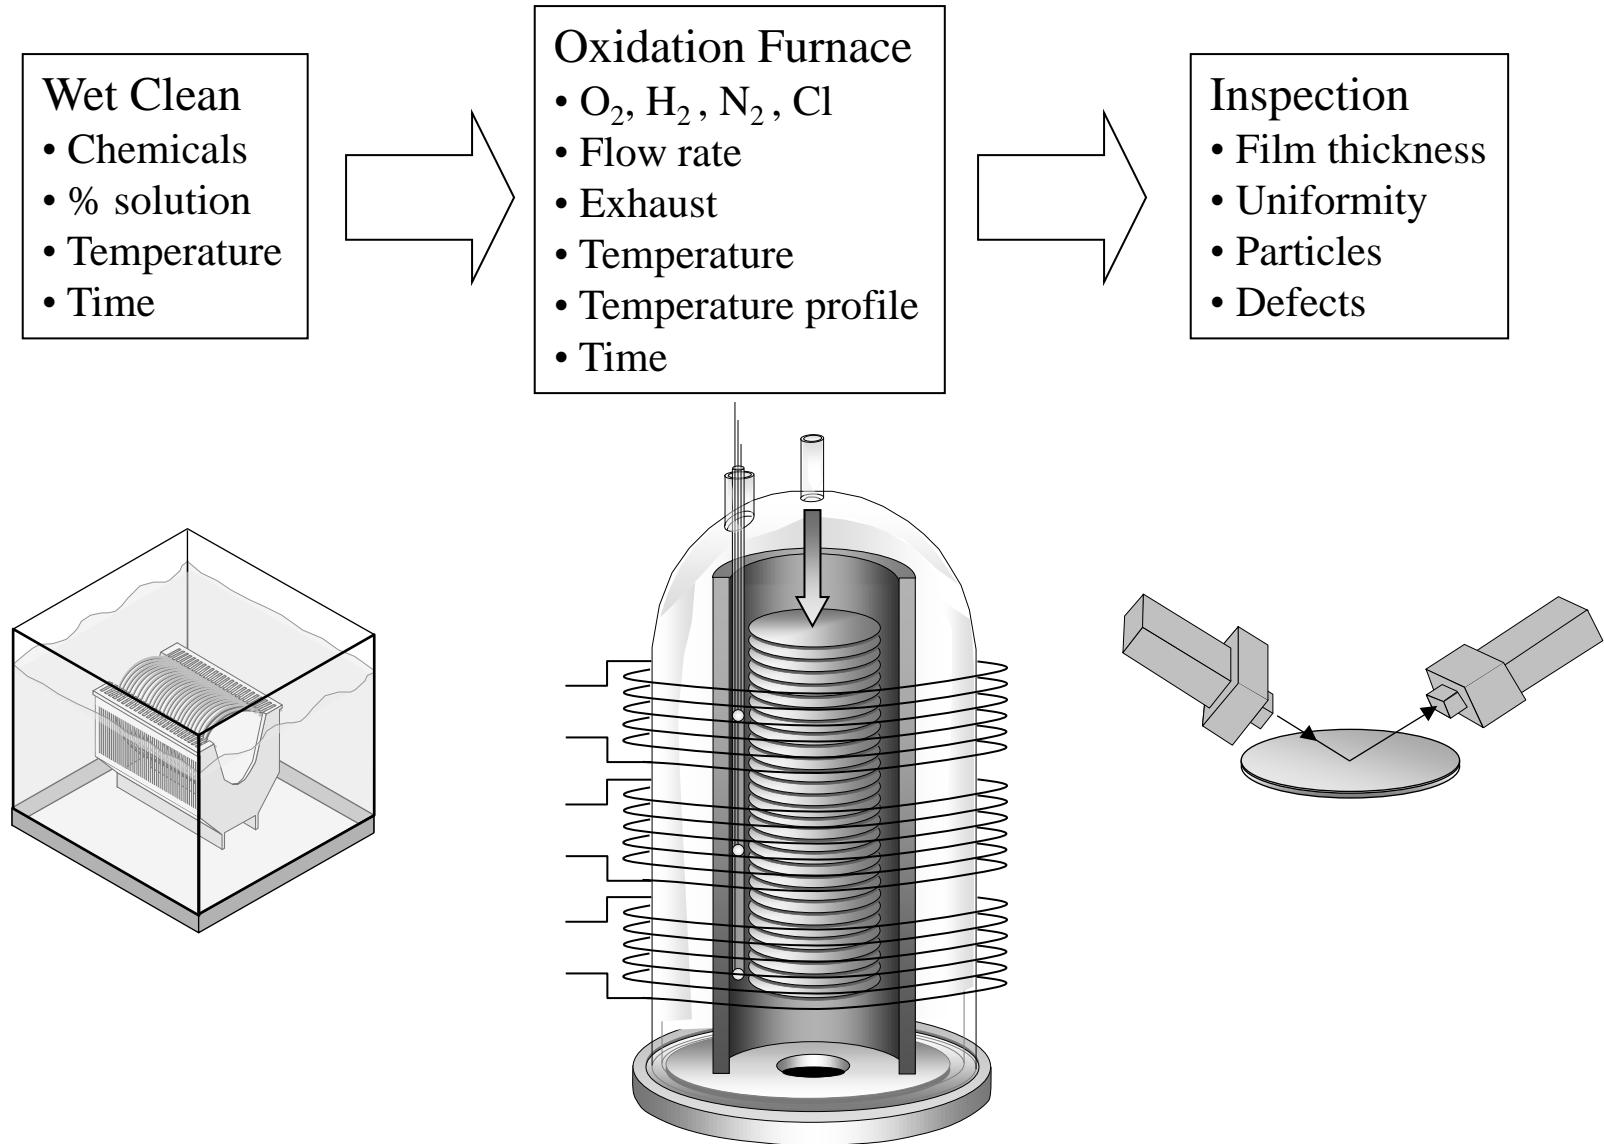 Wet Clean
• Chemicals
• % solution
• Temperature
• Time
Oxidation Furnace
• O₂, H₂, N₂, Cl
• Flow rate
• Exhaust
• Temperature
• Temperature profile
• Time
Inspection
• Film thickness
• Uniformity
• Particles
• Defects